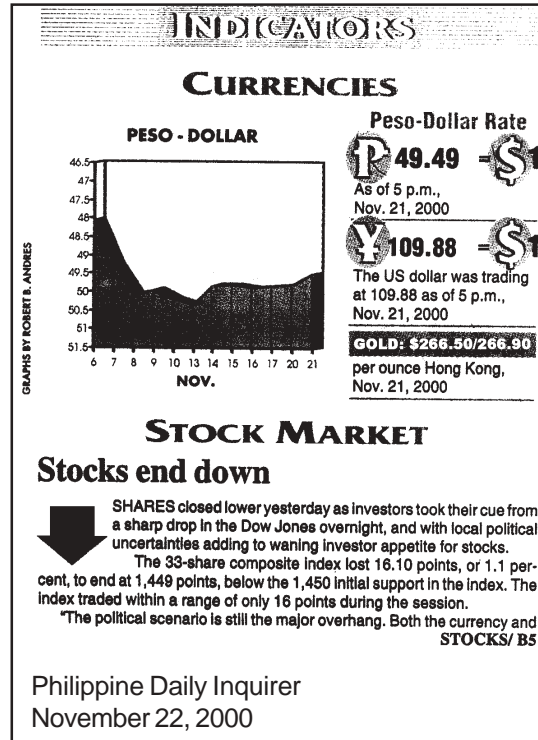 INDICATORS
CURRENCIES
PESO - DOLLAR
46.5
47
47.5
48
48.5
49
49.5
50
50.5
51
51.5
6 7 8 9 10 13 14 15 16 17 20 21
NOV.
GRAPHS BY ROBERT B. ANDRES
Peso-Dollar Rate
₱ 49.49 = $1
As of 5 p.m.,
Nov. 21, 2000
¥ 109.88 = $1
The US dollar was trading
at 109.88 as of 5 p.m.,
Nov. 21, 2000
GOLD: $266.50/266.90
per ounce Hong Kong,
Nov. 21, 2000
STOCK MARKET
Stocks end down
SHARES closed lower yesterday as investors took their cue from
a sharp drop in the Dow Jones overnight, and with local political
uncertainties adding to waning investor appetite for stocks.
The 33-share composite index lost 16.10 points, or 1.1 per-
cent, to end at 1,449 points, below the 1,450 initial support in the index. The
index traded within a range of only 16 points during the session.
"The political scenario is still the major overhang. Both the currency and
STOCKS/ B5
Philippine Daily Inquirer
November 22, 2000